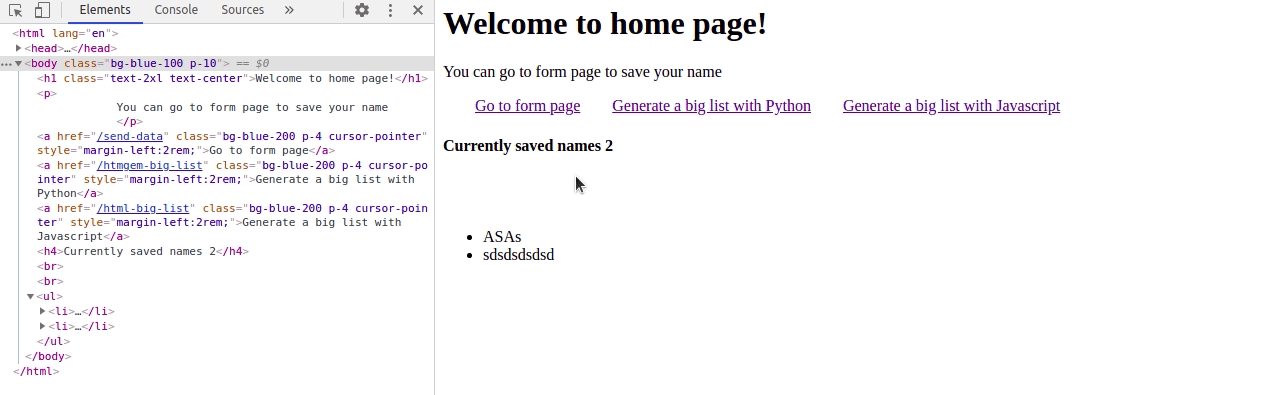 Elements Console Sources »
<html lang="en">
<head>…</head>
<body class="bg-blue-100 p-10"> == $0
<h1 class="text-2xl text-center">Welcome to home page!</h1>
<p>
You can go to form page to save your name
</p>
<a href="/send-data" class="bg-blue-200 p-4 cursor-pointer"
style="margin-left:2rem;">Go to form page</a>
<a href="/htmgem-big-list" class="bg-blue-200 p-4 cursor-po
inter" style="margin-left:2rem;">Generate a big list with
Python</a>
<a href="/html-big-list" class="bg-blue-200 p-4 cursor-poin
ter" style="margin-left:2rem;">Generate a big list with
Javascript</a>
<h4>Currently saved names 2</h4>
<br>
<br>
<ul>
<li>…</li>
<li>…</li>
</ul>
</body>
</html>
Welcome to home page!
You can go to form page to save your name
Go to form page Generate a big list with Python Generate a big list with Javascript
Currently saved names 2
ASAs
sdsdsdsdsd